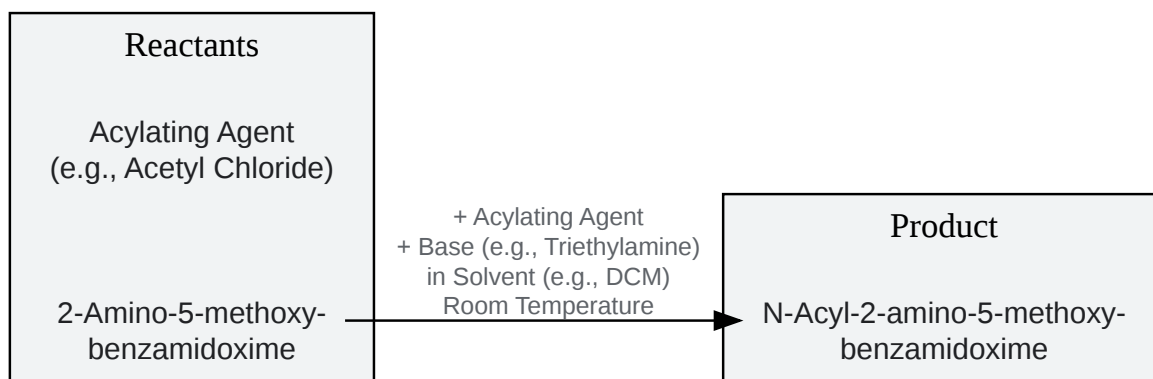 Reactants
Acylating Agent
(e.g., Acetyl Chloride)
2-Amino-5-methoxy-
benzamidoxime
+ Acylating Agent
+ Base (e.g., Triethylamine)
in Solvent (e.g., DCM)
Room Temperature
Product
N-Acyl-2-amino-5-methoxy-
benzamidoxime